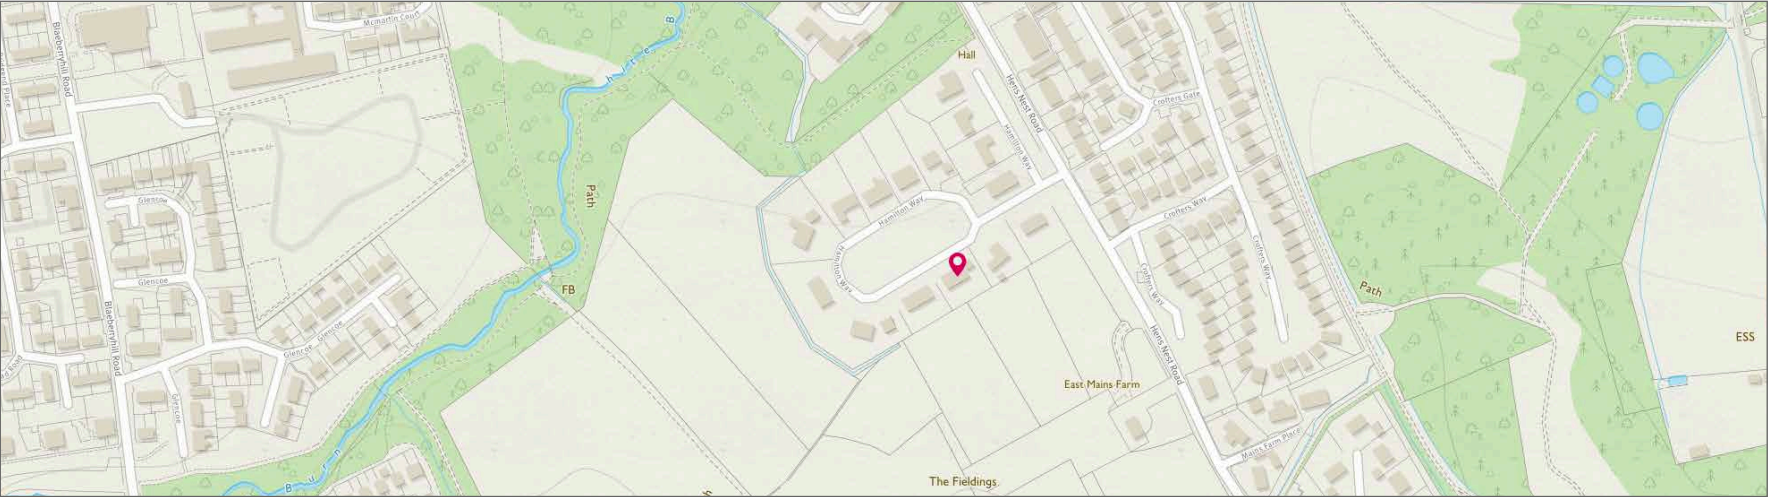 Mcmartin Court
Blaeberryhill Road
Hall
Hens Nest Road
Crofters Gate
Hamilton Way
Path
Glencoe
Hamilton Way
Crofters Way
Hamilton Way
Crofters Way
Glencoe
FB
Crofters Way
Path
Blaeberryhill Road
Glencoe
Glencoe
Hens Nest Road
ESS
East Mains Farm
Glencoe
Mains Farm Place
Burn
The Fieldings